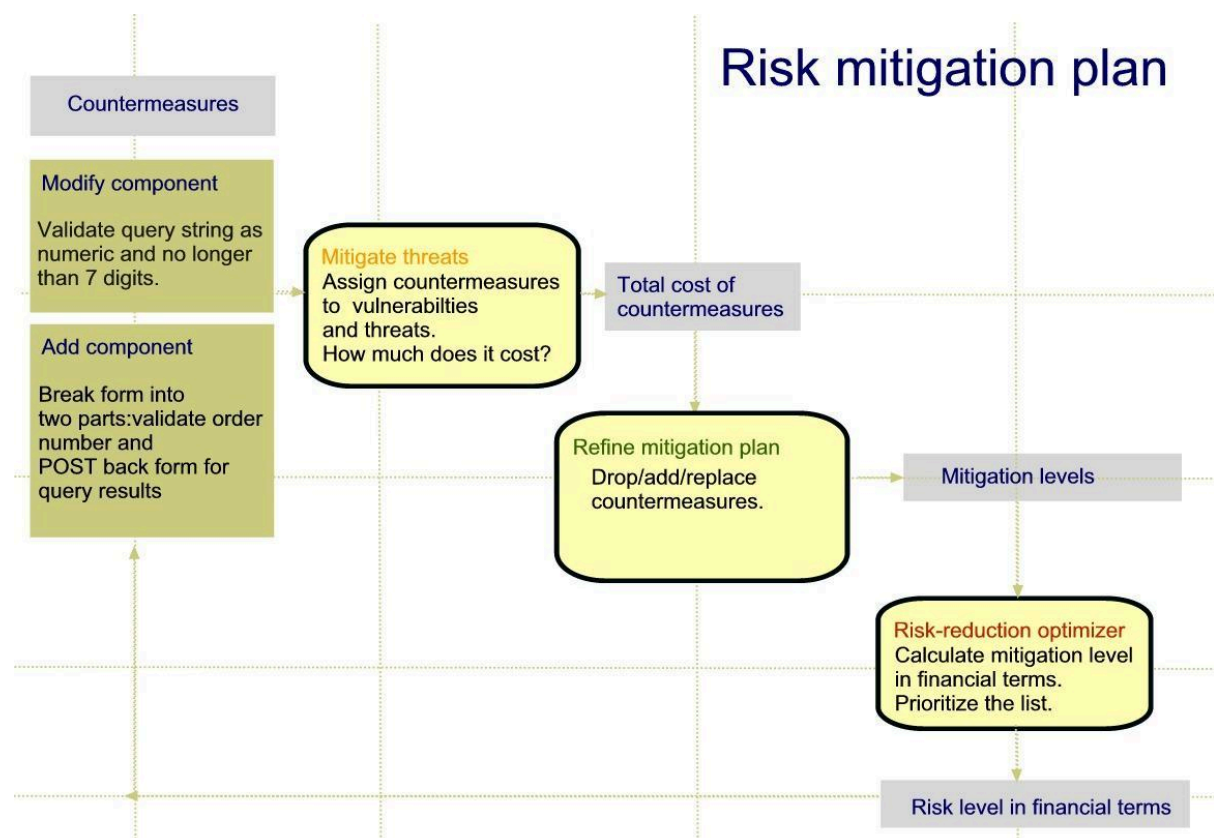 Risk mitigation plan
Countermeasures
Modify component
Validate query string as
numeric and no longer
than 7 digits.
Add component
Break form into
two parts:validate order
number and
POST back form for
query results
Mitigate threats
Assign countermeasures
to vulnerabilties
and threats.
How much does it cost?
Total cost of
countermeasures
Refine mitigation plan
Drop/add/replace
countermeasures.
Mitigation levels
Risk-reduction optimizer
Calculate mitigation level
in financial terms.
Prioritize the list.
Risk level in financial terms